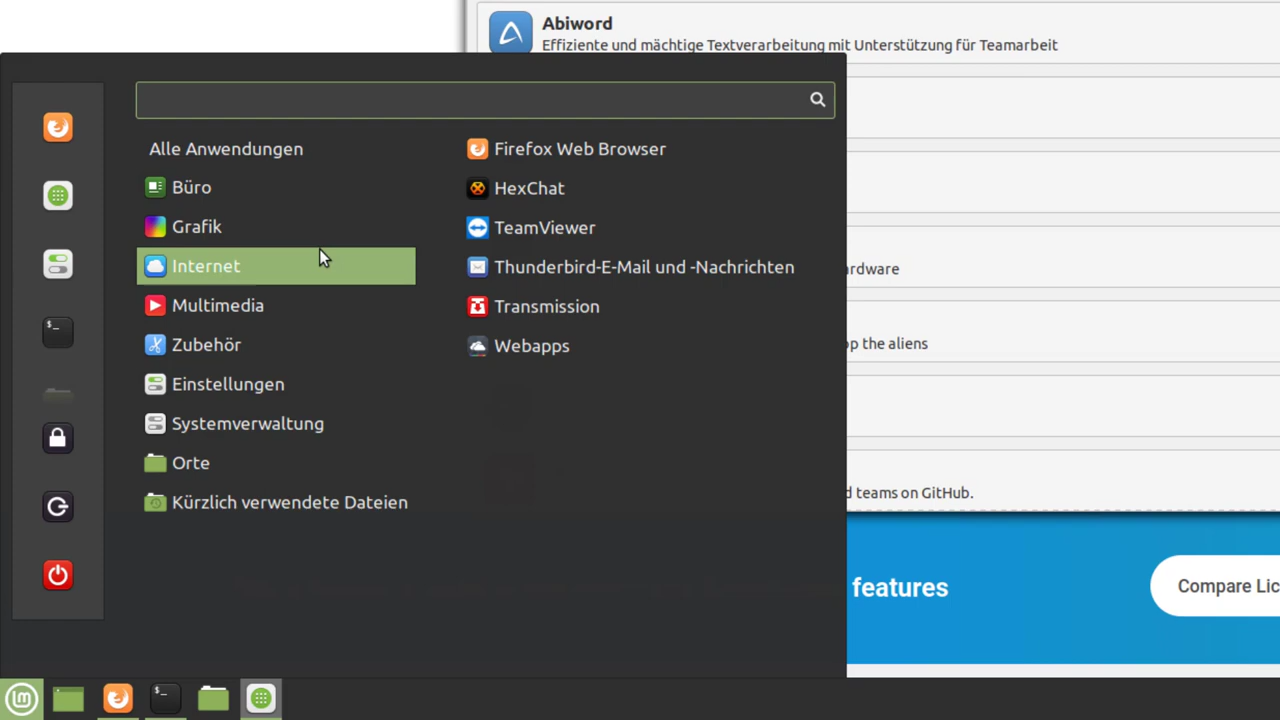 Abiword
Effiziente und mächtige Textverarbeitung mit Unterstützung für Teamarbeit
Alle Anwendungen
Büro
Grafik
Internet
Multimedia
Zubehör
Einstellungen
Systemverwaltung
Orte
Kürzlich verwendete Dateien
Firefox Web Browser
HexChat
TeamViewer
Thunderbird-E-Mail und -Nachrichten
Transmission
Webapps
ardware
op the aliens
d teams on GitHub.
features
Compare Lic
$_
lm
$_